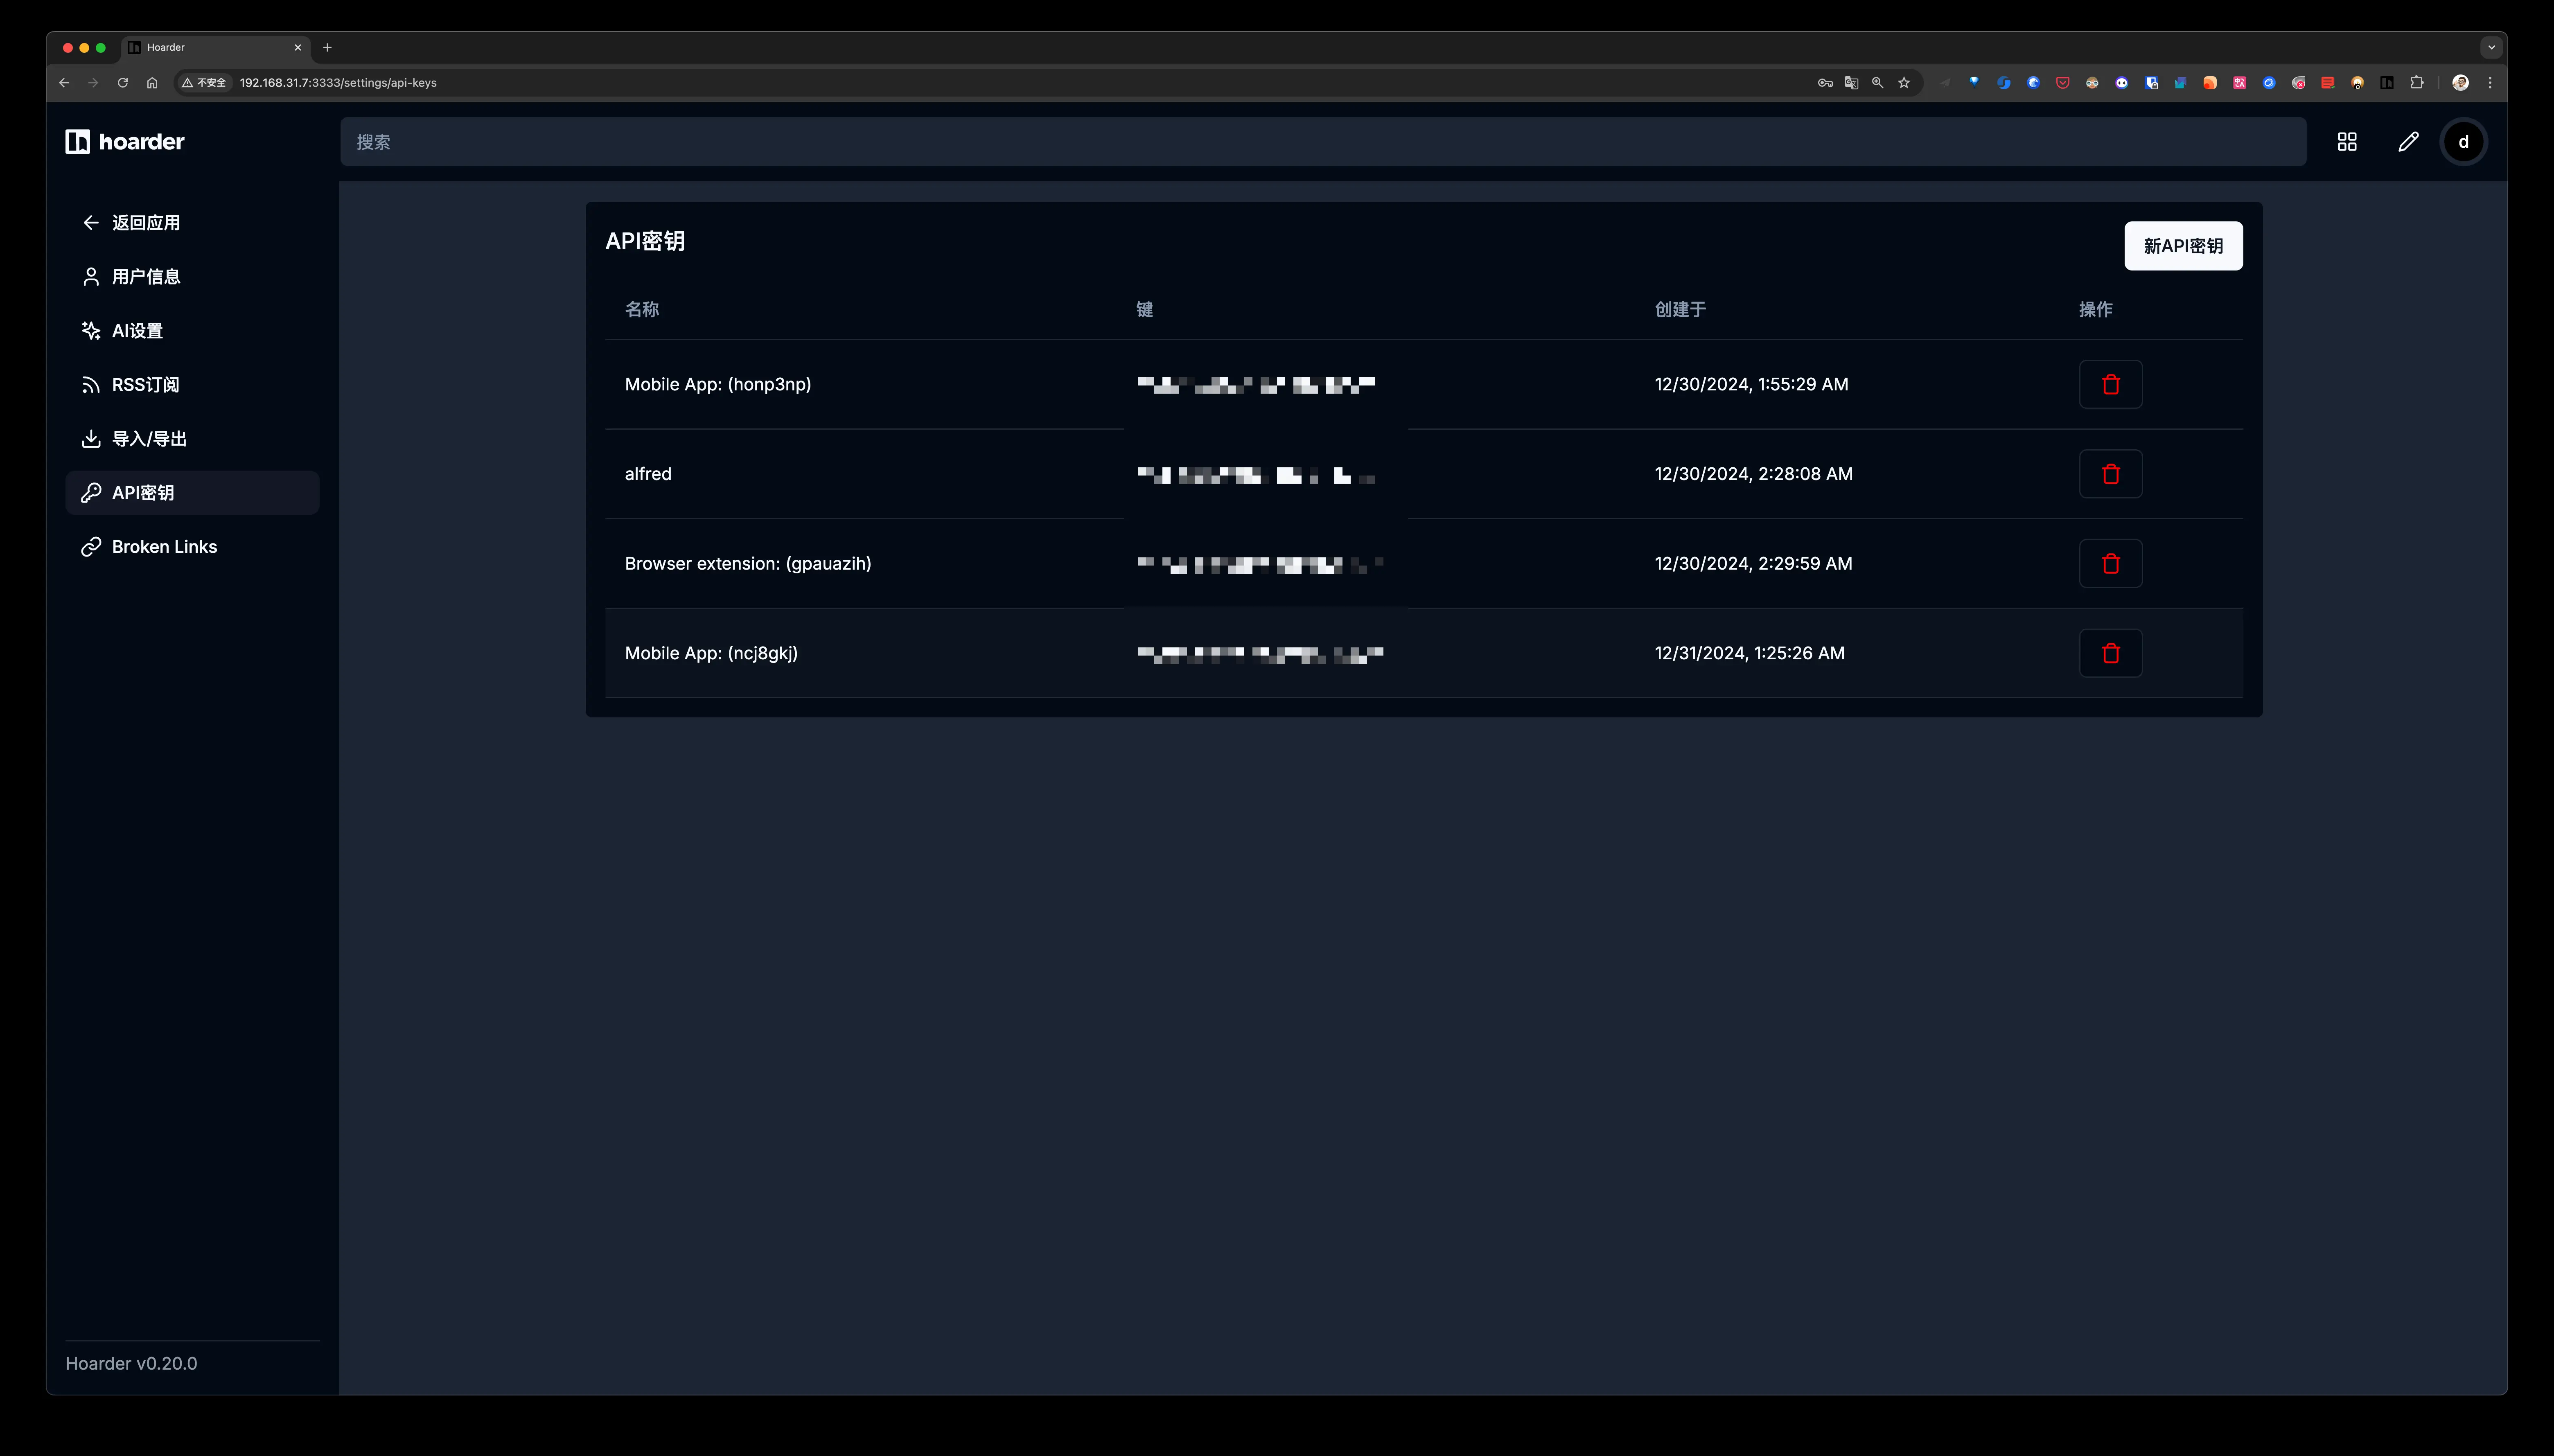 Hoarder
不安全 192.168.31.7:3333/settings/api-keys
hoarder
搜索
d
返回应用
用户信息
AI设置
RSS订阅
导入/导出
API密钥
Broken Links
API密钥
新API密钥
名称 键 创建于 操作
Mobile App: (honp3np) 12/30/2024, 1:55:29 AM
alfred 12/30/2024, 2:28:08 AM
Browser extension: (gpauazih) 12/30/2024, 2:29:59 AM
Mobile App: (ncj8gkj) 12/31/2024, 1:25:26 AM
Hoarder v0.20.0